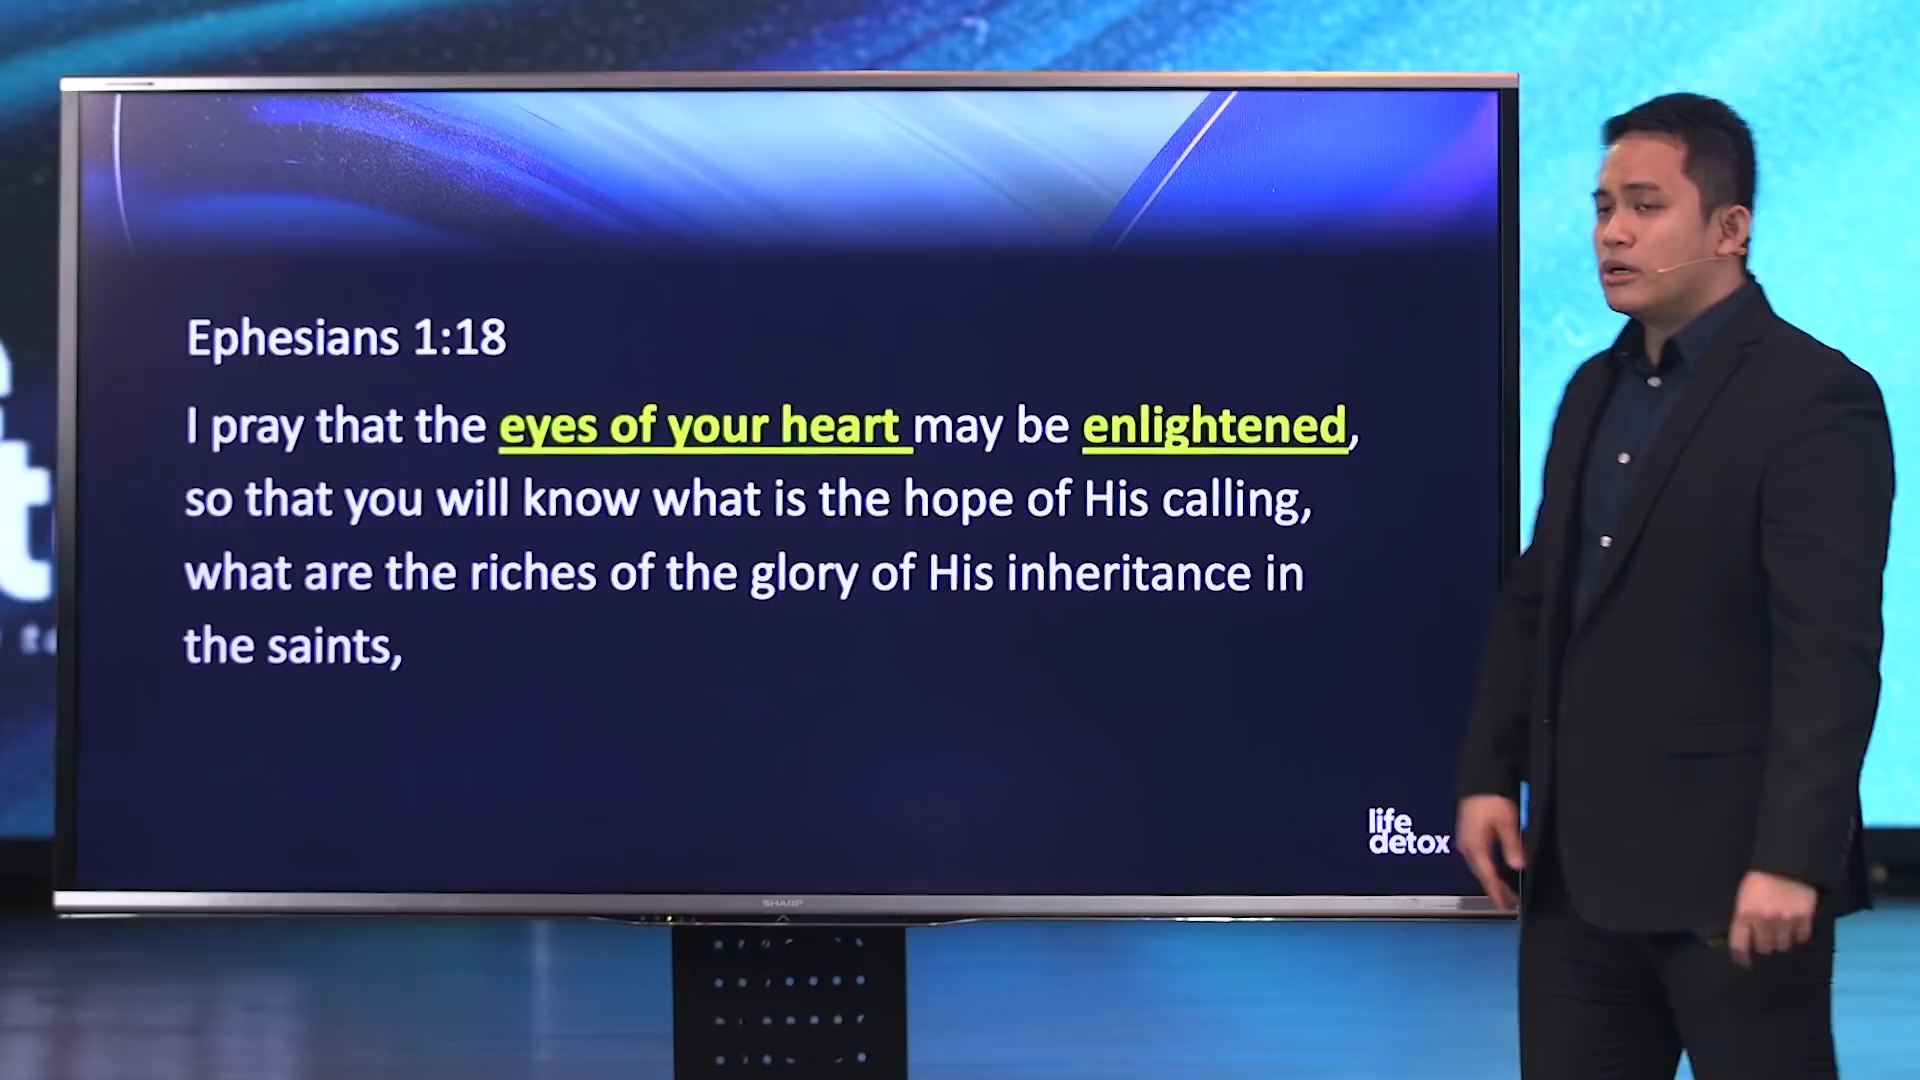 Ephesians 1:18
I pray that the eyes of your heart may be enlightened,
so that you will know what is the hope of His calling,
what are the riches of the glory of His inheritance in
the saints,
life
detox
SHARP